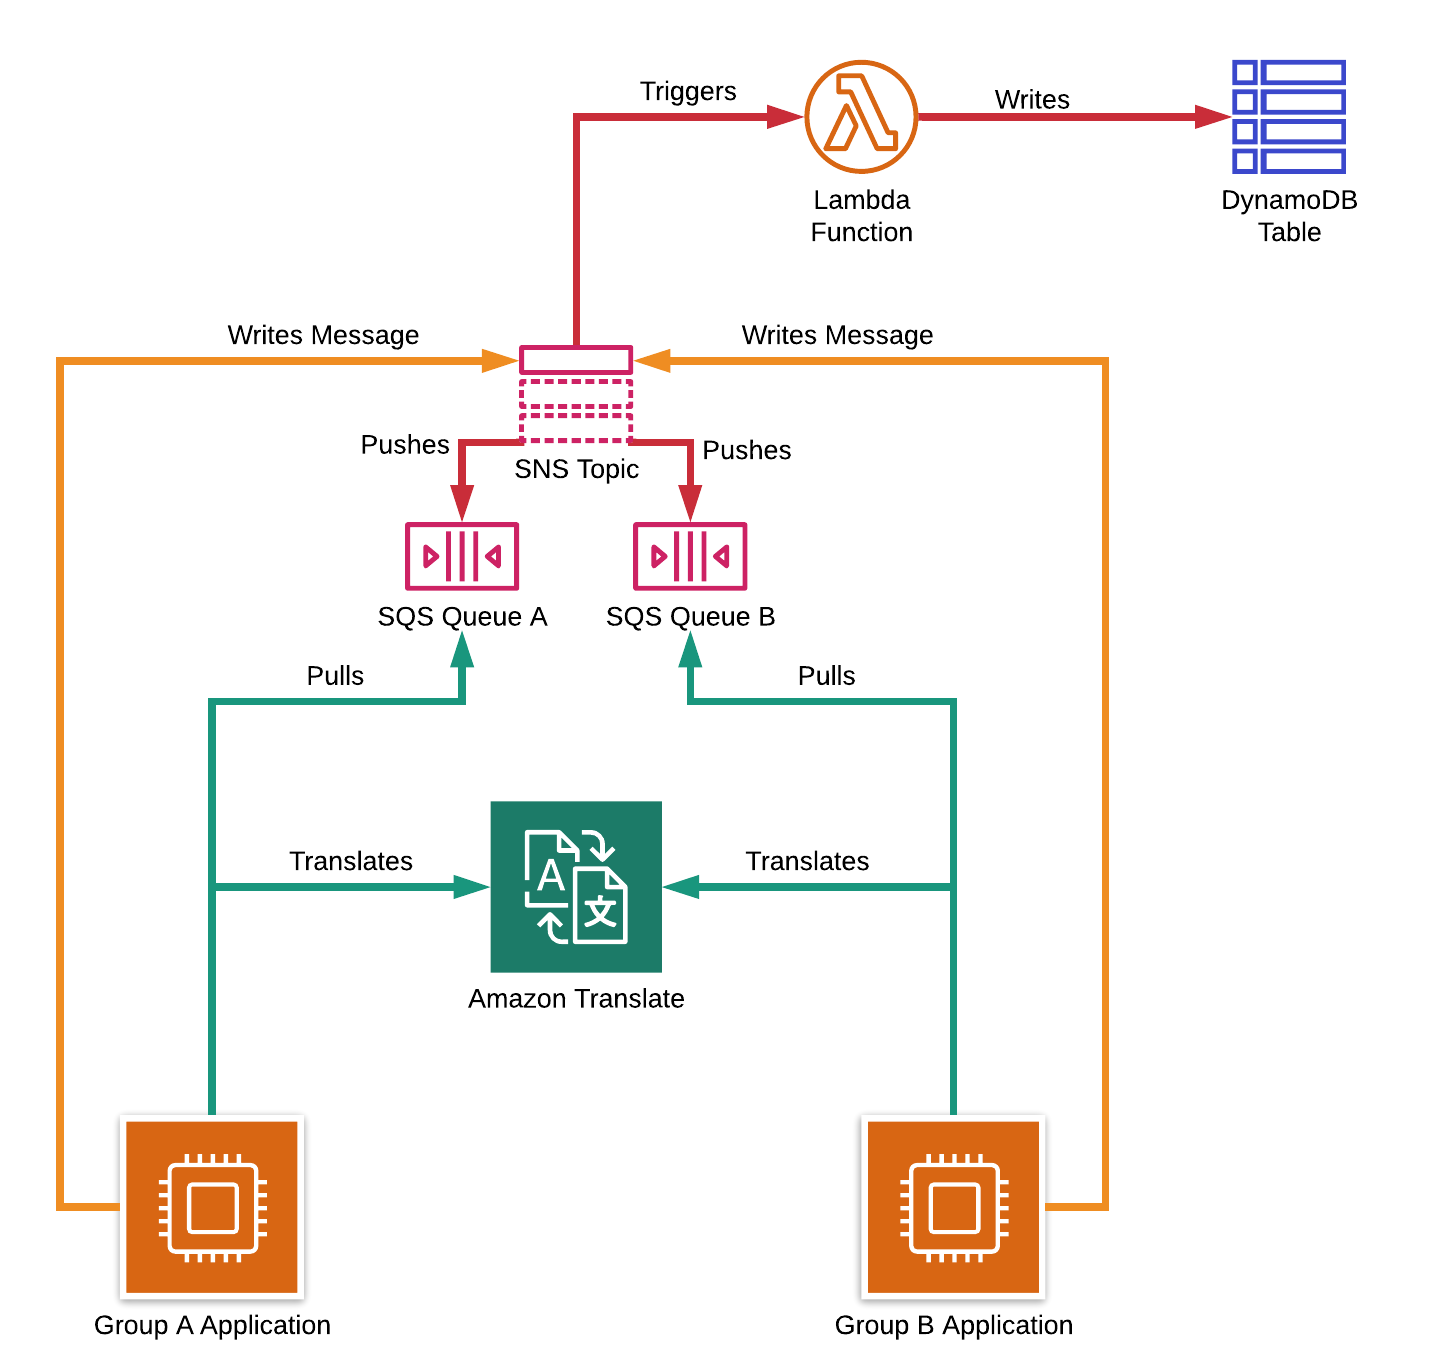 Triggers
Writes
Lambda
Function
DynamoDB
Table
Writes Message
Writes Message
Pushes
Pushes
SNS Topic
SQS Queue A
SQS Queue B
Pulls
Pulls
Translates
Translates
A
文
Amazon Translate
Group A Application
Group B Application